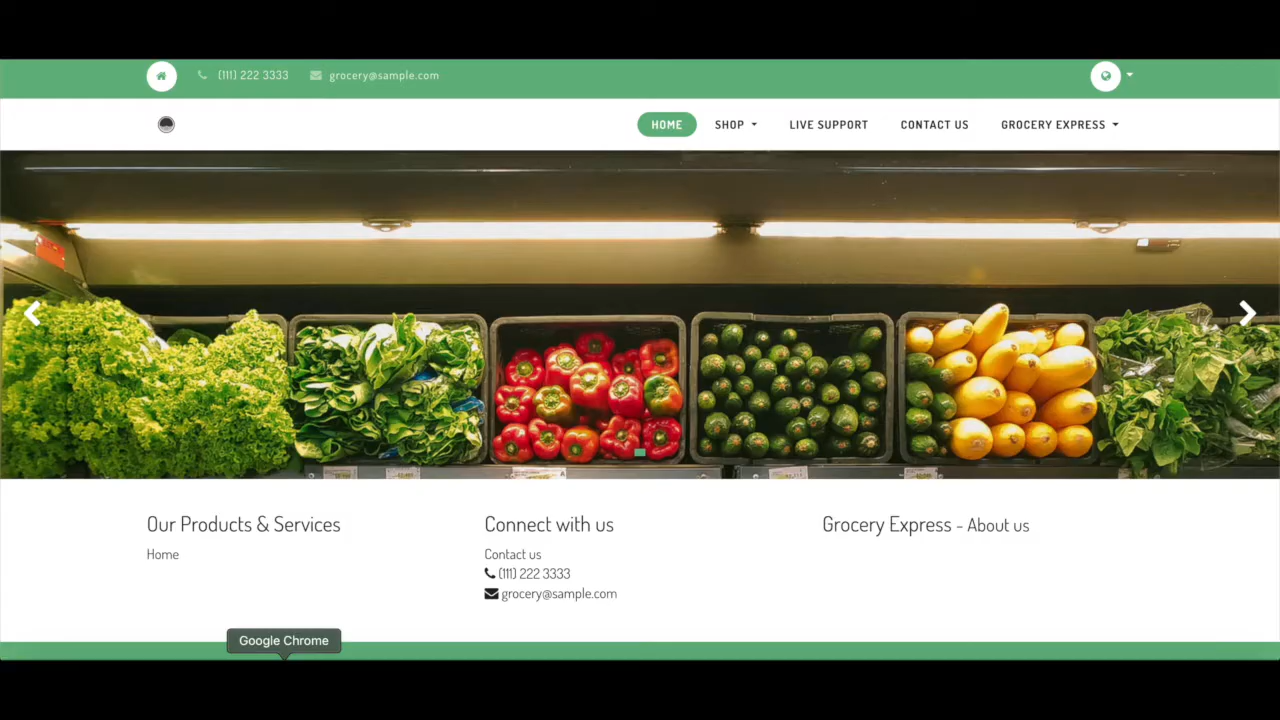 (111) 222 3333 grocery@sample.com
HOME SHOP LIVE SUPPORT CONTACT US GROCERY EXPRESS
Our Products & Services
Home
Connect with us
Contact us
(111) 222 3333
grocery@sample.com
Grocery Express - About us
Google Chrome